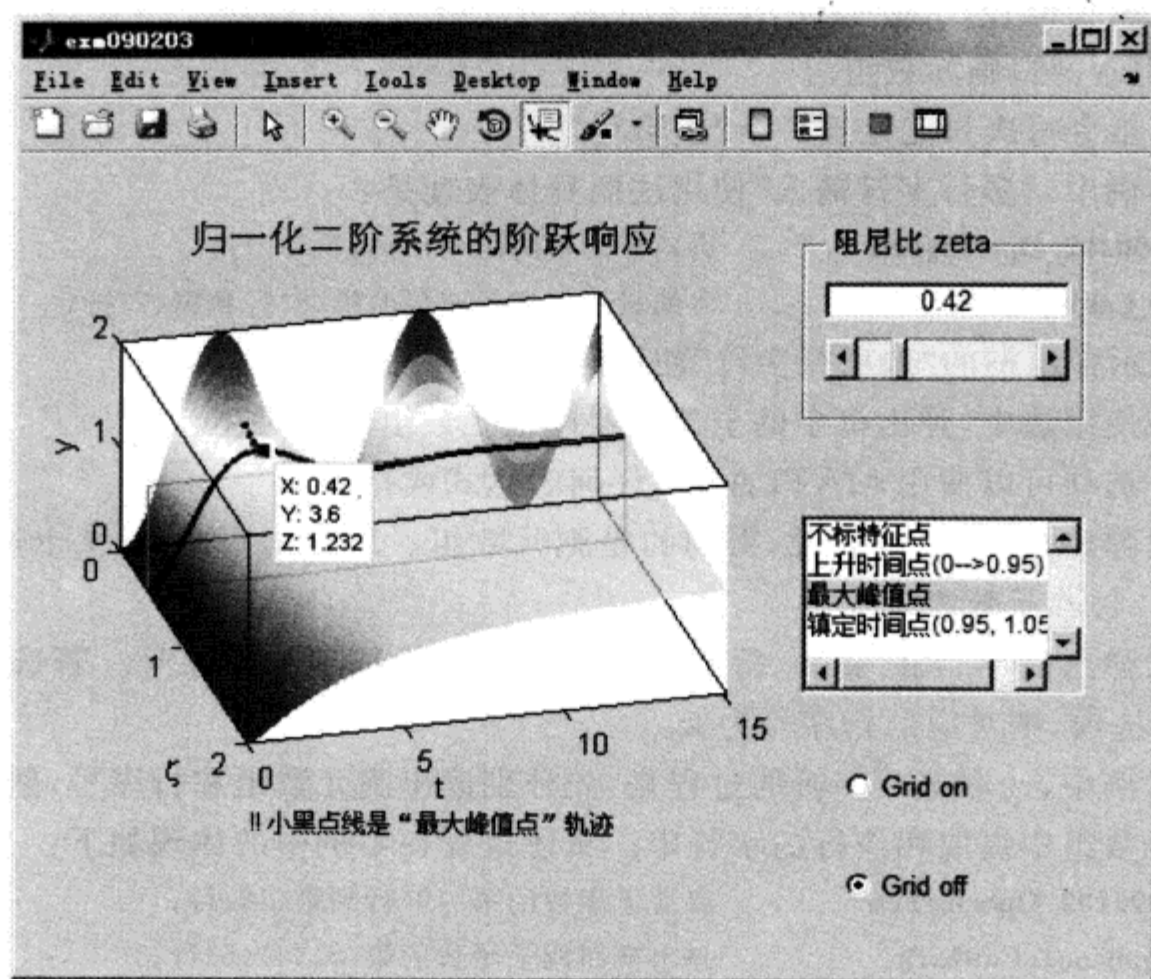 exm090203
File Edit View Insert Tools Desktop Window Help
归一化二阶系统的阶跃响应
2
1
0
y
0
1
2
ζ
0
5
10
15
t
X: 0.42
Y: 3.6
Z: 1.232
!! 小黑点线是“最大峰值点”轨迹
阻尼比 zeta
0.42
不标特征点
上升时间点(0-->0.95)
最大峰值点
镇定时间点(0.95, 1.05
Grid on
Grid off